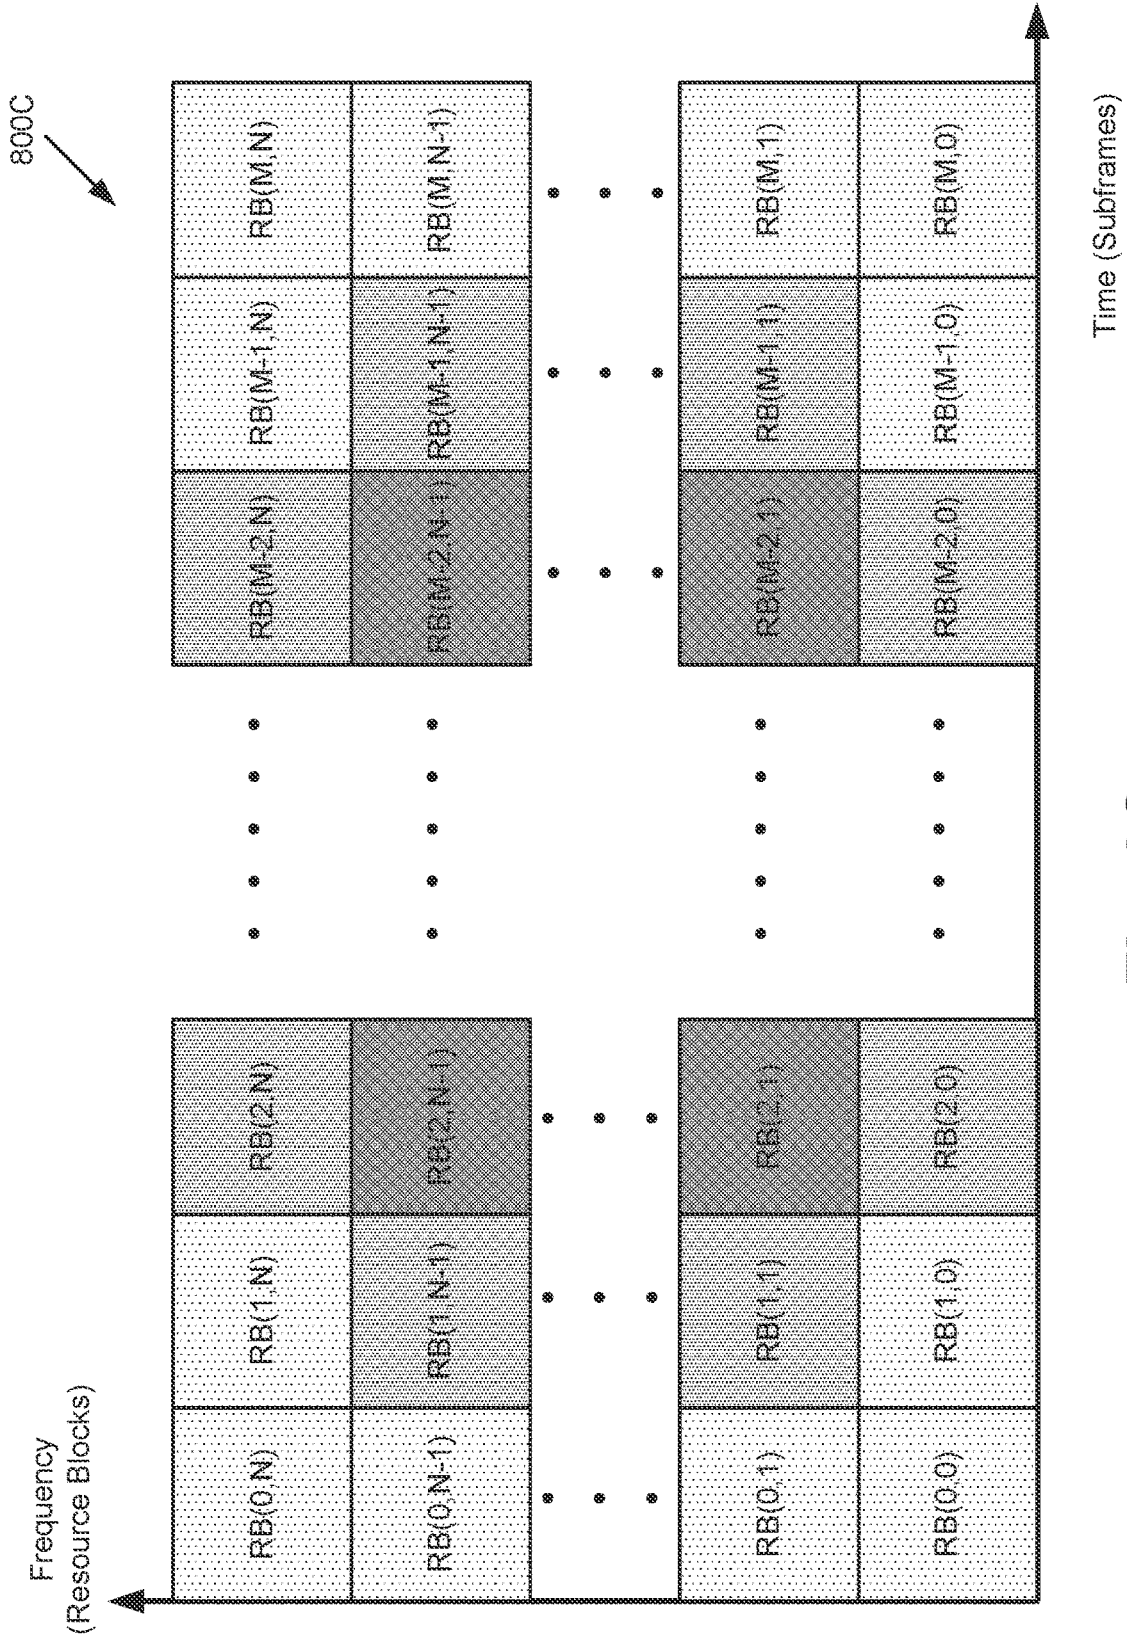 800C
Frequency
(Resource Blocks)
RB(0,N)
RB(1,N)
RB(2,N)
RB(M-2,N)
RB(M-1,N)
RB(M,N)
RB(0,N-1)
RB(1,N-1)
RB(2,N-1)
RB(M-2,N-1)
RB(M-1,N-1)
RB(M,N-1)
RB(0,1)
RB(1,1)
RB(2,1)
RB(M-2,1)
RB(M-1,1)
RB(M,1)
RB(0,0)
RB(1,0)
RB(2,0)
RB(M-2,0)
RB(M-1,0)
RB(M,0)
Time (Subframes)